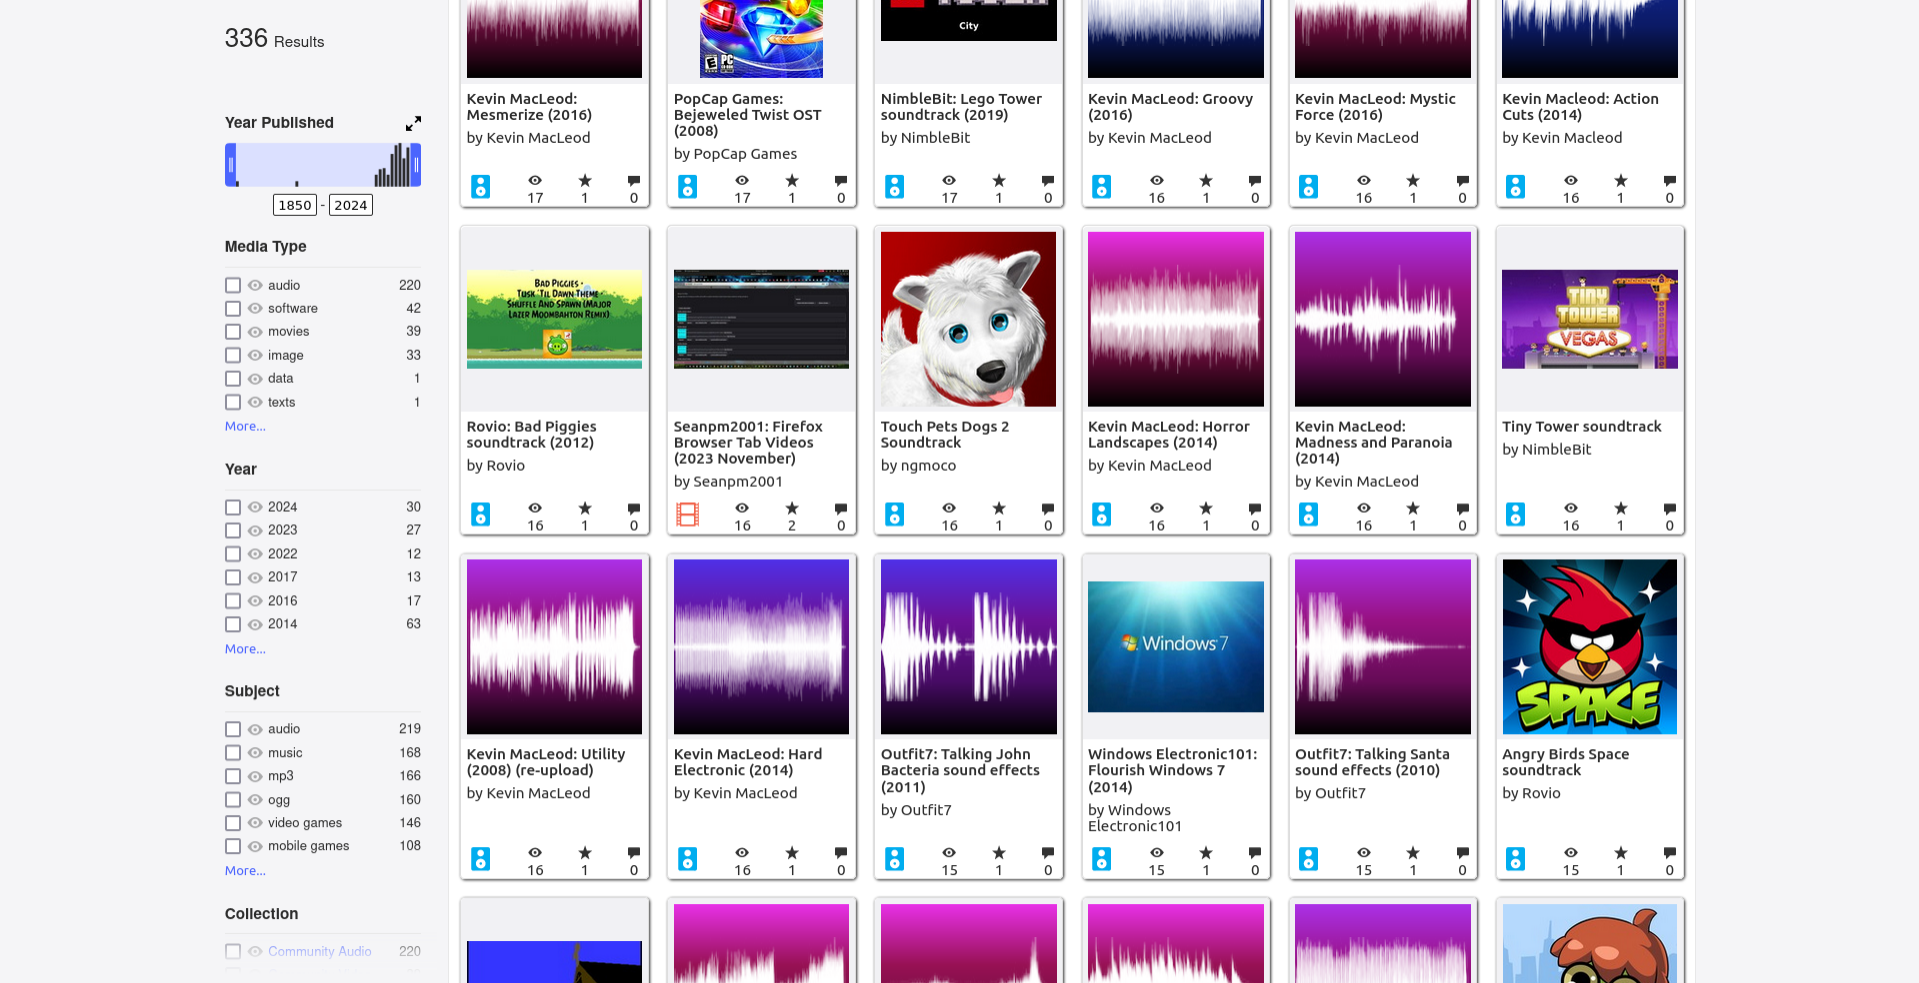 336 Results
Year Published
1850 - 2024
Media Type
audio 220
software 42
movies 39
image 33
data 1
texts 1
More...
Year
2024 30
2023 27
2022 12
2017 13
2016 17
2014 63
More...
Subject
audio 219
music 168
mp3 166
ogg 160
video games 146
mobile games 108
More...
Collection
Community Audio 220
Kevin MacLeod:
Mesmerize (2016)
by Kevin MacLeod
17 1 0
E PC
PopCap Games:
Bejeweled Twist OST
(2008)
by PopCap Games
17 1 0
City
NimbleBit: Lego Tower
soundtrack (2019)
by NimbleBit
17 1 0
Kevin MacLeod: Groovy
(2016)
by Kevin MacLeod
16 1 0
Kevin MacLeod: Mystic
Force (2016)
by Kevin MacLeod
16 1 0
Kevin Macleod: Action
Cuts (2014)
by Kevin Macleod
16 1 0
Bad Piggies -
Tusk 'Til Dawn Theme -
Shuffle And Spawn (Major
Lazer Moombahton Remix)
Rovio: Bad Piggies
soundtrack (2012)
by Rovio
16 1 0
Seanpm2001: Firefox
Browser Tab Videos
(2023 November)
by Seanpm2001
16 2 0
Touch Pets Dogs 2
Soundtrack
by ngmoco
16 1 0
Kevin MacLeod: Horror
Landscapes (2014)
by Kevin MacLeod
16 1 0
Kevin MacLeod:
Madness and Paranoia
(2014)
by Kevin MacLeod
16 1 0
TINY
TOWER
VEGAS
Tiny Tower soundtrack
by NimbleBit
16 1 0
Kevin MacLeod: Utility
(2008) (re-upload)
by Kevin MacLeod
16 1 0
Kevin MacLeod: Hard
Electronic (2014)
by Kevin MacLeod
16 1 0
Outfit7: Talking John
Bacteria sound effects
(2011)
by Outfit7
15 1 0
Windows 7
Windows Electronic101:
Flourish Windows 7
(2014)
by Windows
Electronic101
15 1 0
Outfit7: Talking Santa
sound effects (2010)
by Outfit7
15 1 0
SPACE
Angry Birds Space
soundtrack
by Rovio
15 1 0